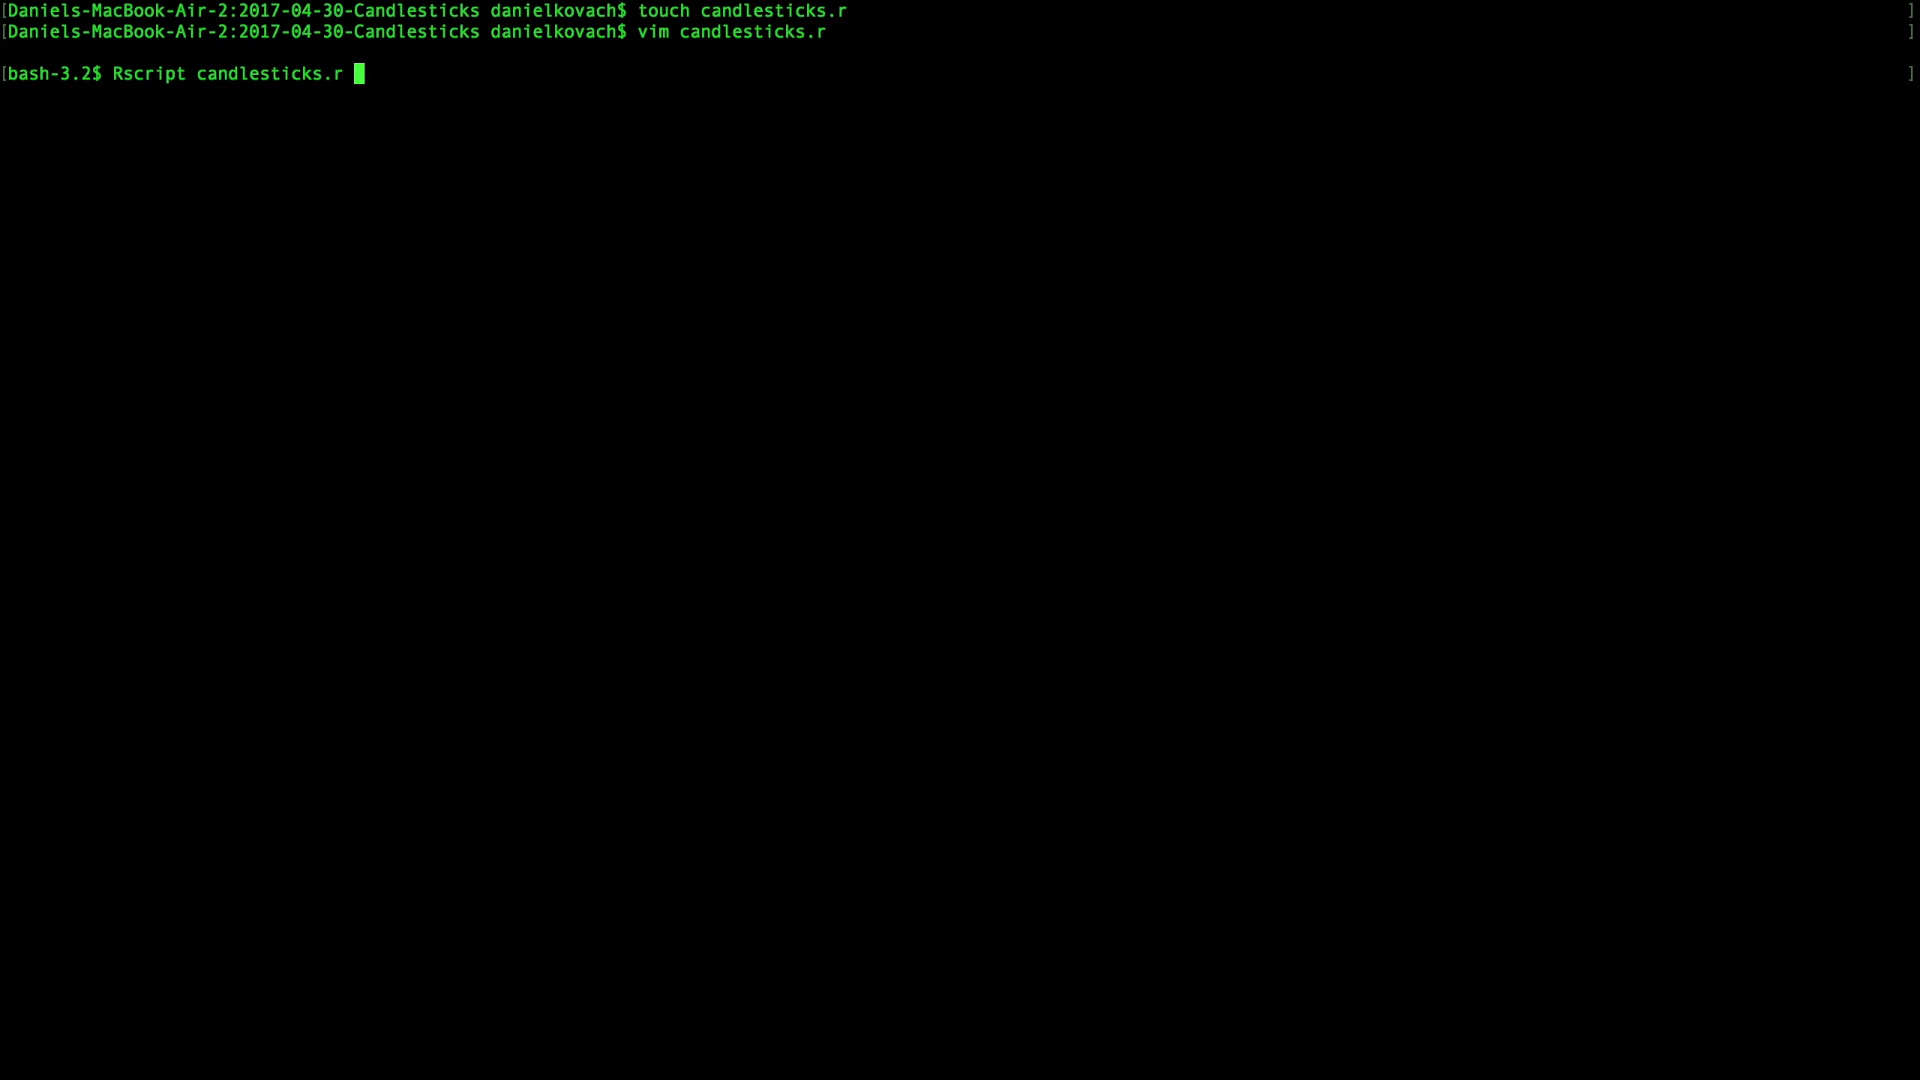 [Daniels-MacBook-Air-2:2017-04-30-Candlesticks danielkovach$ touch candlesticks.r ]
[Daniels-MacBook-Air-2:2017-04-30-Candlesticks danielkovach$ vim candlesticks.r ]
[bash-3.2$ Rscript candlesticks.r ]